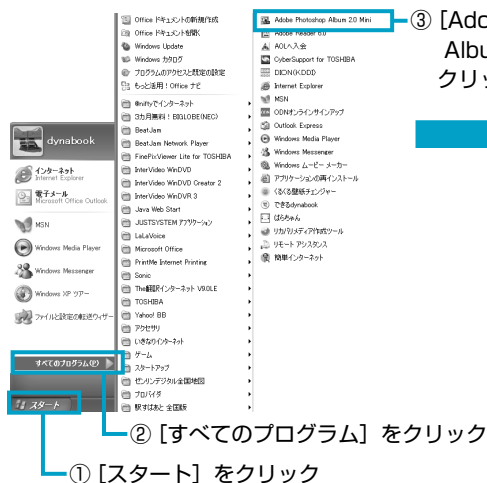 dynabook
インターネット
Internet Explorer
電子メール
Microsoft Office Outlook
MSN
Windows Media Player
Windows Messenger
Windows XP ツアー
ファイルと設定の転送ウィザー
すべてのプログラム(P)
スタート
Office ドキュメントの新規作成
Office ドキュメントを開く
Windows Update
Windows カタログ
プログラムのアクセスと既定の設定
もっと活用！Office ナビ
@niftyでインターネット
3カ月無料！BIGLOBE(NEC)
BeatJam
BeatJam Network Player
FinePixViewer Lite for TOSHIBA
InterVideo WinDVD
InterVideo WinDVD Creator 2
InterVideo WinDVR 3
Java Web Start
JUSTSYSTEM アプリケーション
LaLaVoice
Microsoft Office
PrintMe Internet Printing
Sonic
The翻訳インターネット V9.0LE
TOSHIBA
Yahoo! BB
アクセサリ
いきなりインターネット
ゲーム
スタートアップ
ゼンリンデジタル全国地図
プロバイダ
駅すぱあと 全国版
Adobe Photoshop Album 2.0 Mini
Adobe Reader 6.0
AOLへ入会
CyberSupport for TOSHIBA
DION(KDDI)
Internet Explorer
MSN
ODNオンラインサインアップ
Outlook Express
Windows Media Player
Windows Messenger
Windows ムービー メーカー
アプリケーションの再インストール
くるくる壁紙チェンジャー
できるdynabook
ぱらちゃん
リカバリメディア作成ツール
リモート アシスタンス
簡単インターネット
③ [Adob
Albu
クリッ
② [すべてのプログラム] をクリック
① [スタート] をクリック